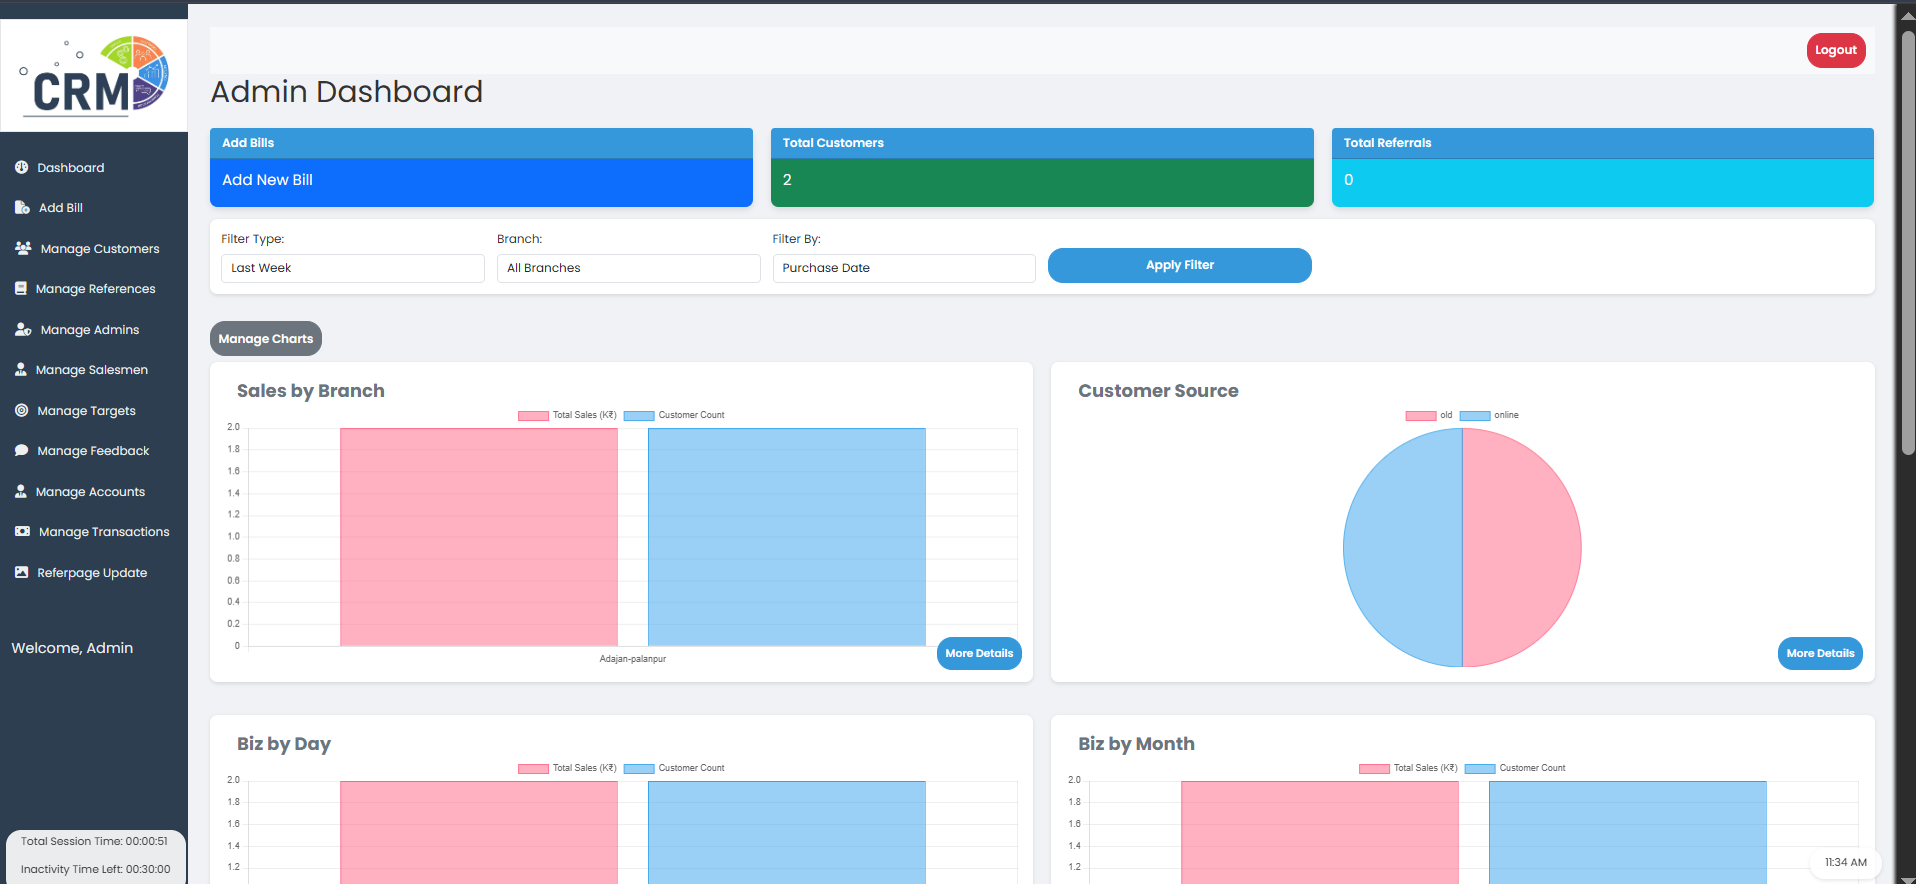 CRM
Dashboard
Add Bill
Manage Customers
Manage References
Manage Admins
Manage Salesmen
Manage Targets
Manage Feedback
Manage Accounts
Manage Transactions
Referpage Update
Welcome, Admin
Total Session Time: 00:00:51
Inactivity Time Left: 00:30:00
Logout
Admin Dashboard
Add Bills
Add New Bill
Total Customers
2
Total Referrals
0
Filter Type:
Last Week
Branch:
All Branches
Filter By:
Purchase Date
Apply Filter
Manage Charts
Sales by Branch
Total Sales (K₹) Customer Count
2.0
1.8
1.6
1.4
1.2
1.0
0.8
0.6
0.4
0.2
0
Adajan-palanpur
More Details
Customer Source
old online
More Details
Biz by Day
Total Sales (K₹) Customer Count
2.0
1.8
1.6
1.4
1.2
Biz by Month
Total Sales (K₹) Customer Count
2.0
1.8
1.6
1.4
1.2
11:34 AM